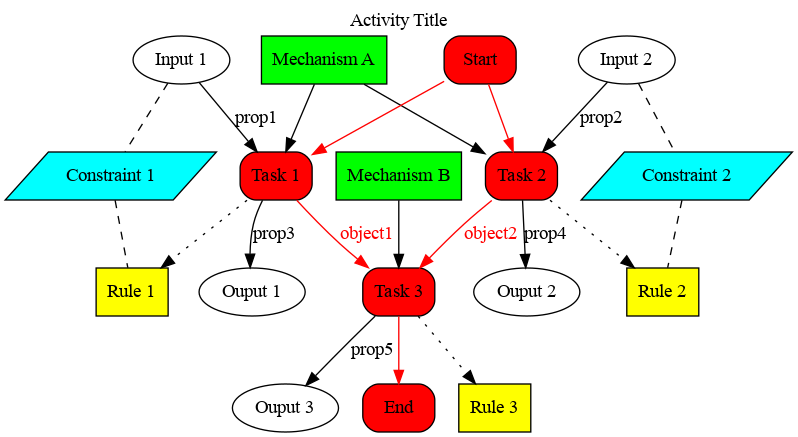 Activity Title
Input 1
Mechanism A
Start
Input 2
prop1
prop2
Constraint 1
Task 1
Mechanism B
Task 2
Constraint 2
prop3
object1
object2
prop4
Rule 1
Ouput 1
Task 3
Ouput 2
Rule 2
prop5
Ouput 3
End
Rule 3